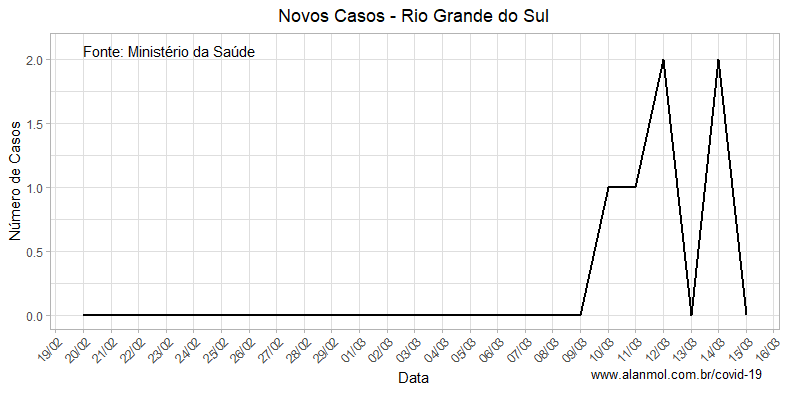 Novos Casos - Rio Grande do Sul
Fonte: Ministério da Saúde
Número de Casos
2.0
1.5
1.0
0.5
0.0
19/02 20/02 21/02 22/02 23/02 24/02 25/02 26/02 27/02 28/02 29/02 01/03 02/03 03/03 04/03 05/03 06/03 07/03 08/03 09/03 10/03 11/03 12/03 13/03 14/03 15/03 16/03
Data
www.alanmol.com.br/covid-19